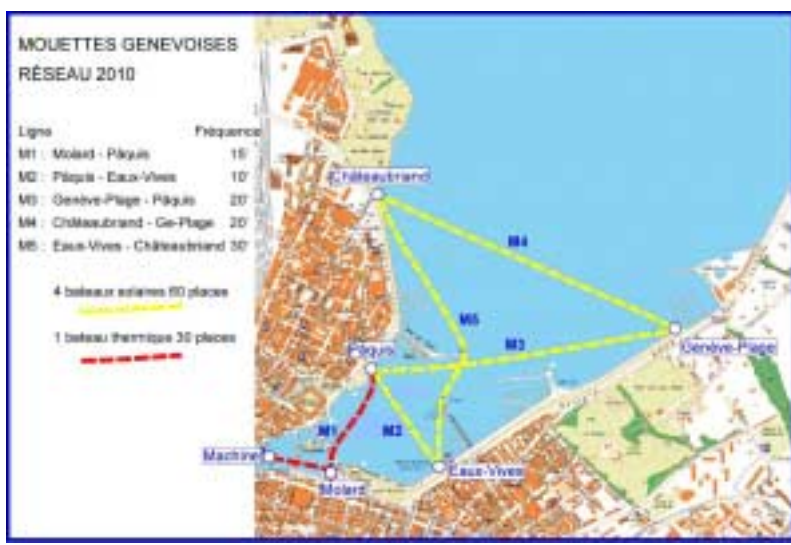 MOUETTES GENEVOISES
RÉSEAU 2010
Ligne Fréquence
M1 : Molard - Pâquis 15'
M2 : Pâquis - Eaux-Vives 10'
M3 : Genève-Plage - Pâquis 20'
M4 : Châteaubriand - Ge-Plage 20'
M5 : Eaux-Vives - Châteaubriand 30'
4 bateaux solaires 60 places
1 bateau thermique 30 places
Châteaubriand
M4
M5
M3
Genève-Plage
Pâquis
M1
M2
Machine
Molard
Eaux-Vives